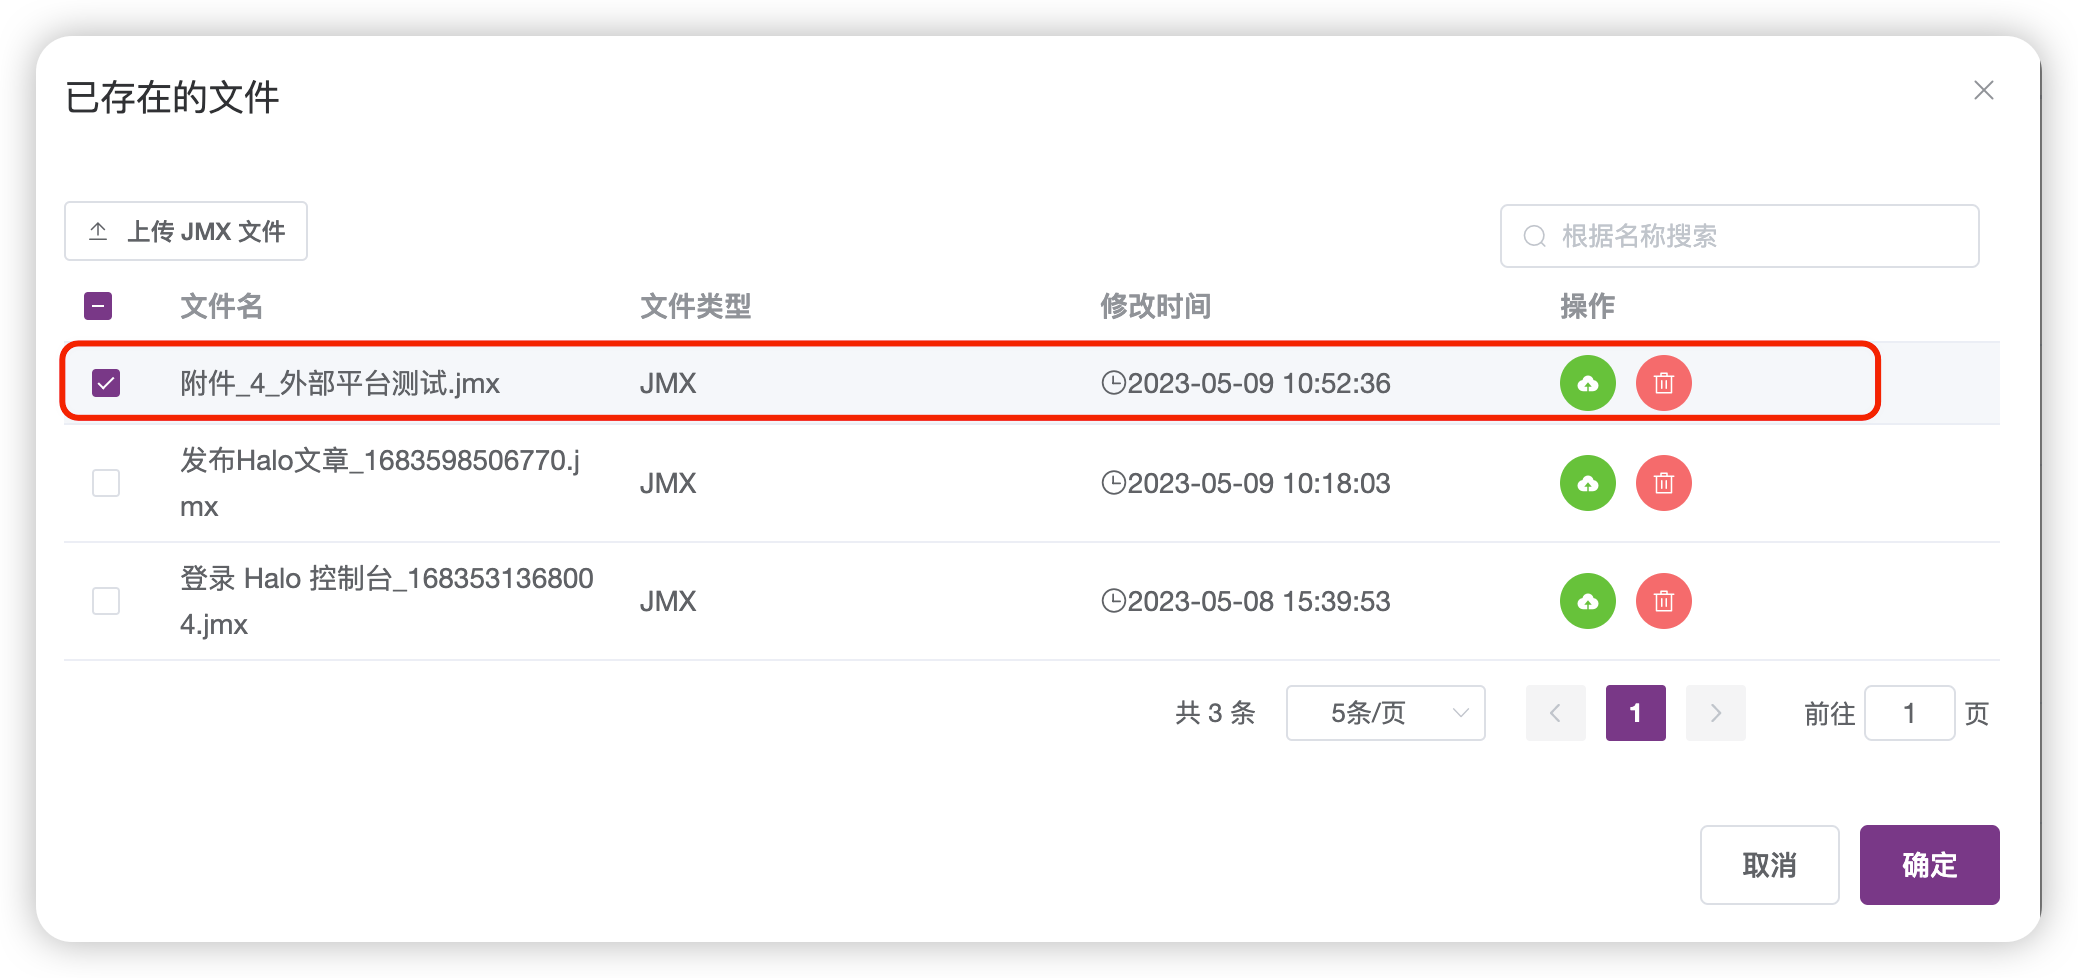 已存在的文件
上传 JMX 文件
根据名称搜索
文件名 文件类型 修改时间 操作
附件_4_外部平台测试.jmx JMX 2023-05-09 10:52:36
发布Halo文章_1683598506770.j
mx
JMX 2023-05-09 10:18:03
登录 Halo 控制台_168353136800
4.jmx
JMX 2023-05-08 15:39:53
共 3 条 5条/页 1 前往 1 页
取消 确定